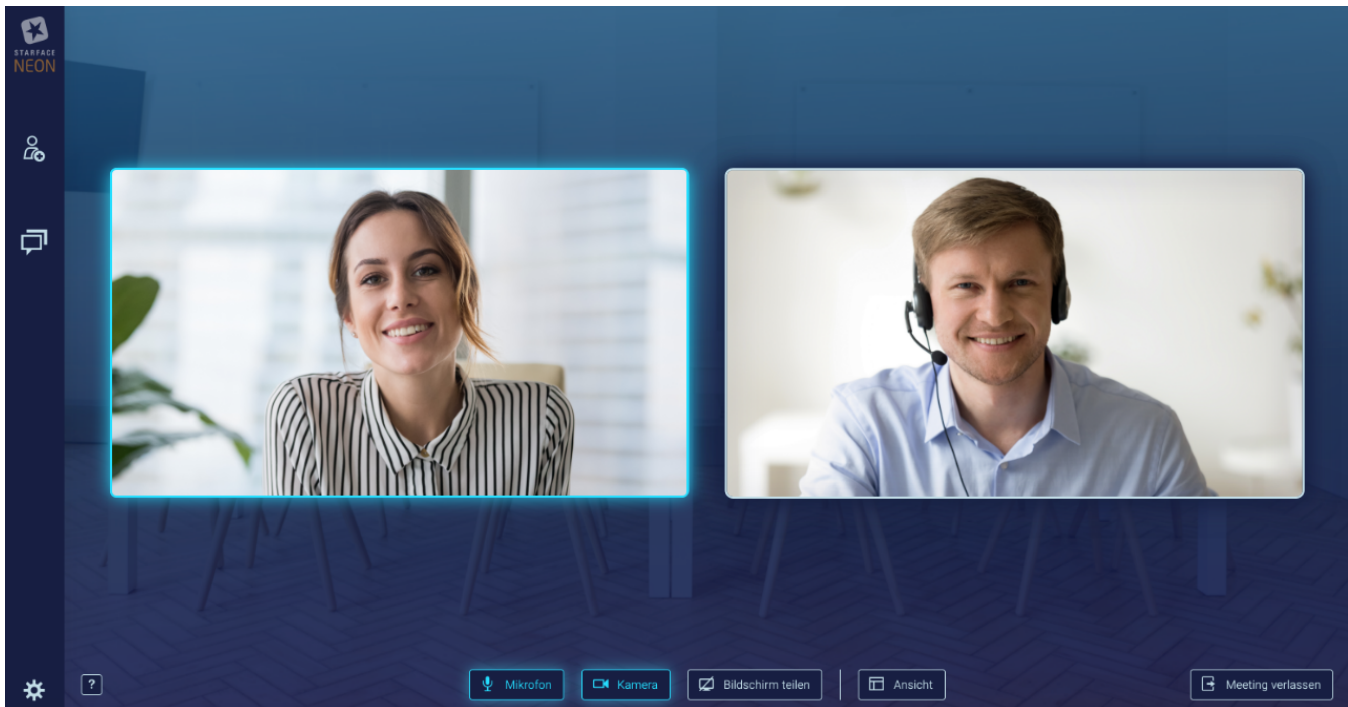 STARFACE
NEON
?
Mikrofon
Kamera
Bildschirm teilen
Ansicht
Meeting verlassen